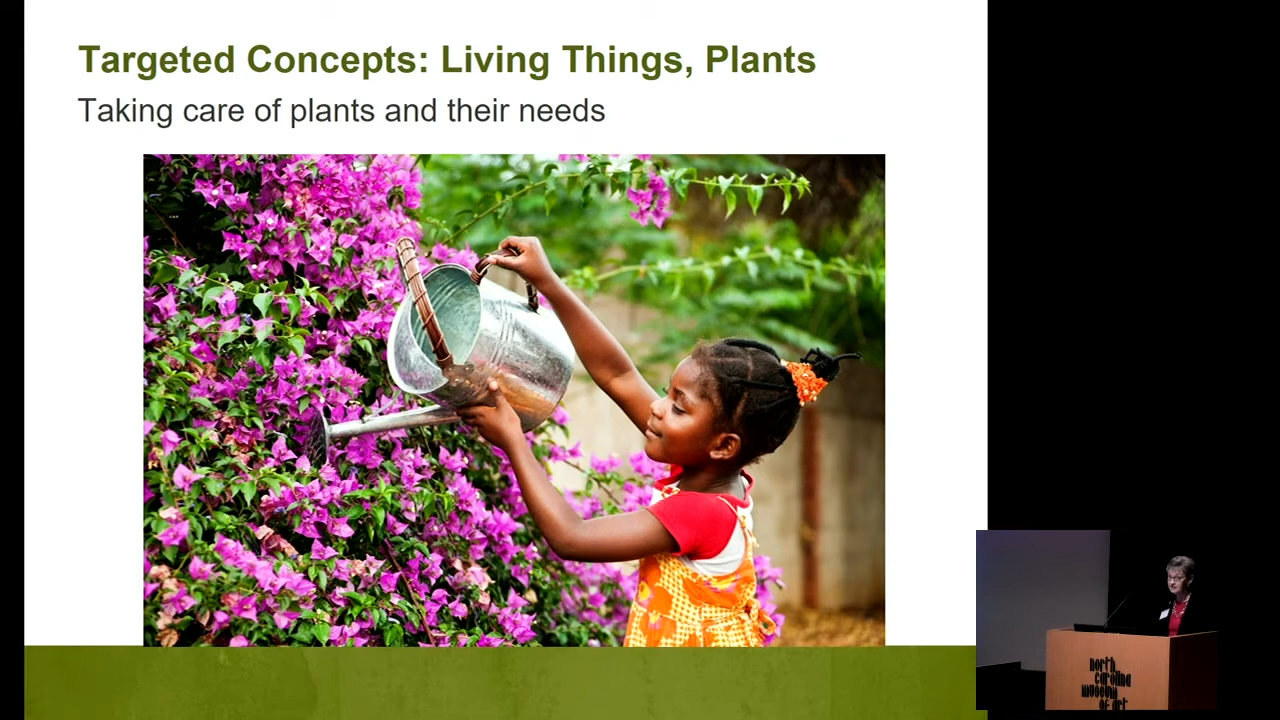 Targeted Concepts: Living Things, Plants
Taking care of plants and their needs
north
carolina
museum
of art